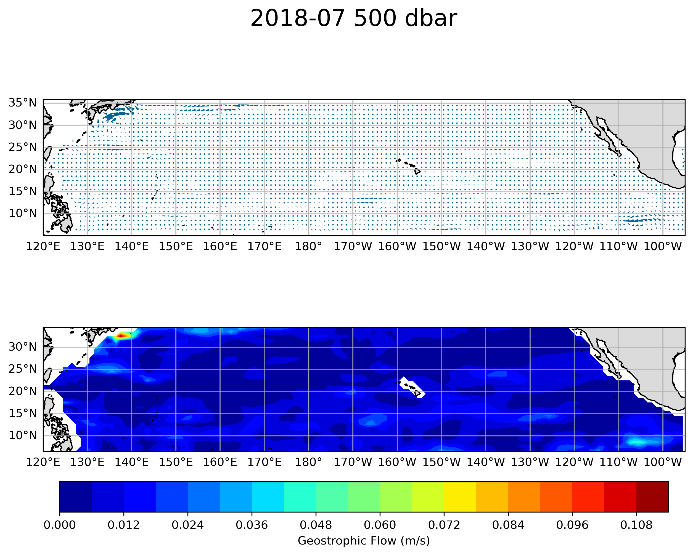 2018-07 500 dbar
35°N
30°N
25°N
20°N
15°N
10°N
120°E 130°E 140°E 150°E 160°E 170°E 180° 170°W 160°W 150°W 140°W 130°W 120°W 110°W 100°W
30°N
25°N
20°N
15°N
10°N
120°E 130°E 140°E 150°E 160°E 170°E 180° 170°W 160°W 150°W 140°W 130°W 120°W 110°W 100°W
0.000 0.012 0.024 0.036 0.048 0.060 0.072 0.084 0.096 0.108
Geostrophic Flow (m/s)